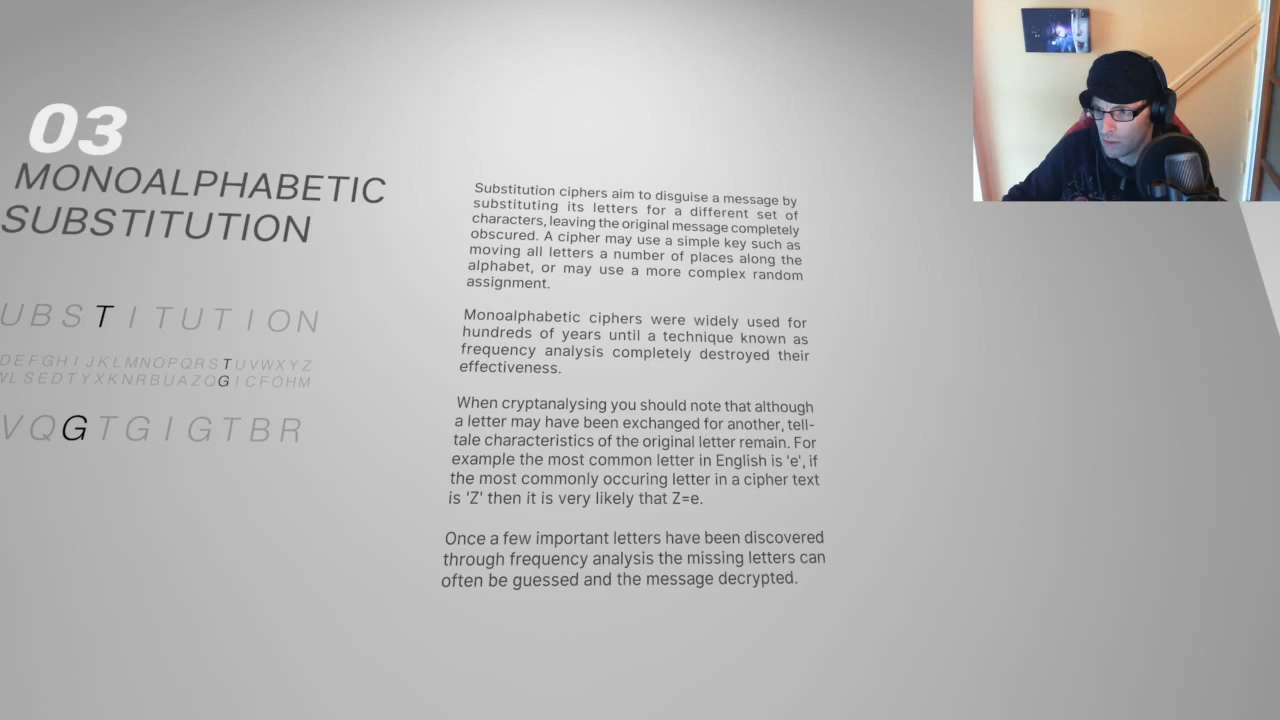 03
MONOALPHABETIC
SUBSTITUTION
UBSTITUTION
DEFGHIJKLMNOPQRSTUVWXYZ
WLSEDTYXKNRBUAZQGICFOHM
VQGTGIGTBR
Substitution ciphers aim to disguise a message by
substituting its letters for a different set of
characters, leaving the original message completely
obscured. A cipher may use a simple key such as
moving all letters a number of places along the
alphabet, or may use a more complex random
assignment.
Monoalphabetic ciphers were widely used for
hundreds of years until a technique known as
frequency analysis completely destroyed their
effectiveness.
When cryptanalysing you should note that although
a letter may have been exchanged for another, tell-
tale characteristics of the original letter remain. For
example the most common letter in English is 'e', if
the most commonly occuring letter in a cipher text
is 'Z' then it is very likely that Z=e.
Once a few important letters have been discovered
through frequency analysis the missing letters can
often be guessed and the message decrypted.